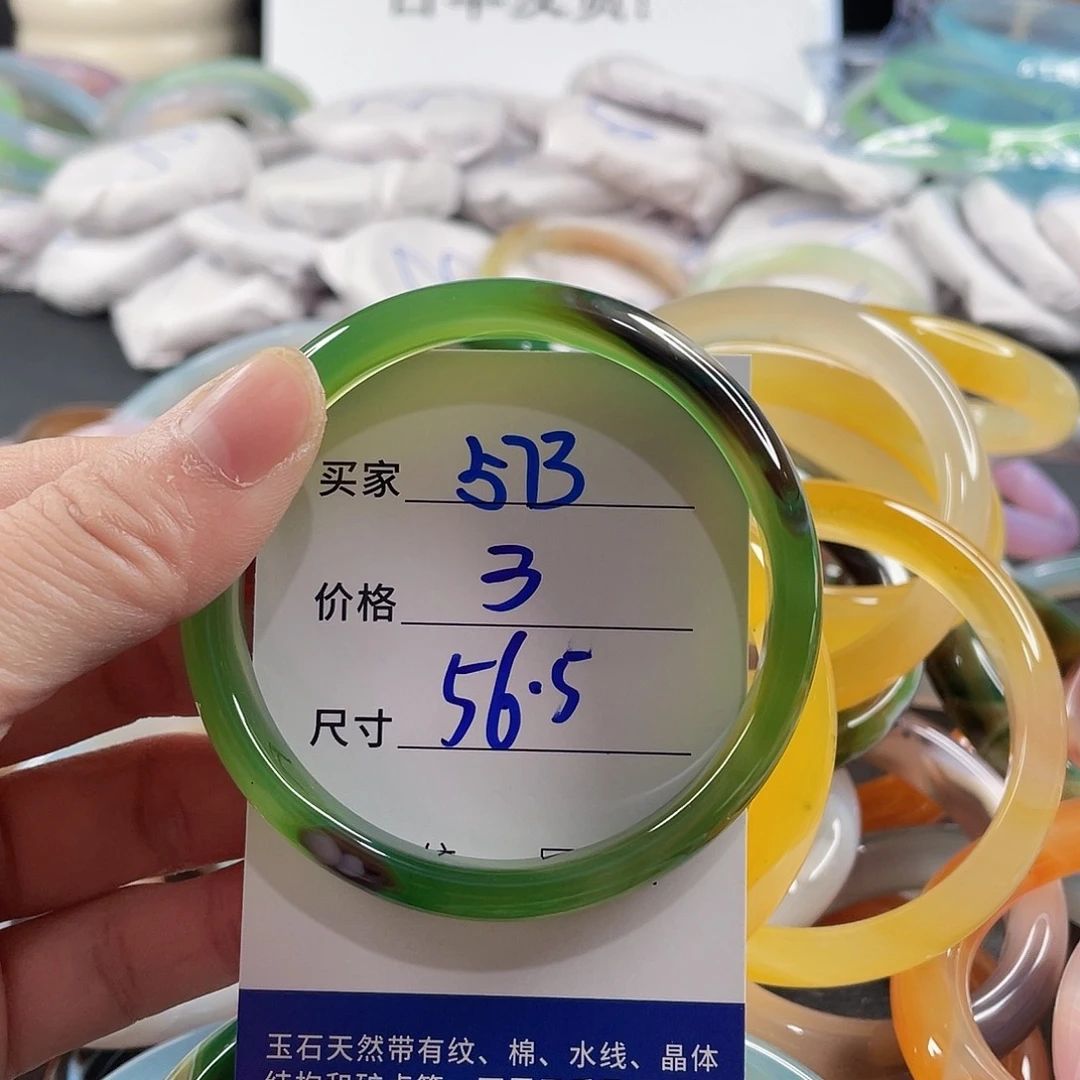 买家 573
价格 3
尺寸 56.5
玉石天然带有纹、棉、水线、晶体